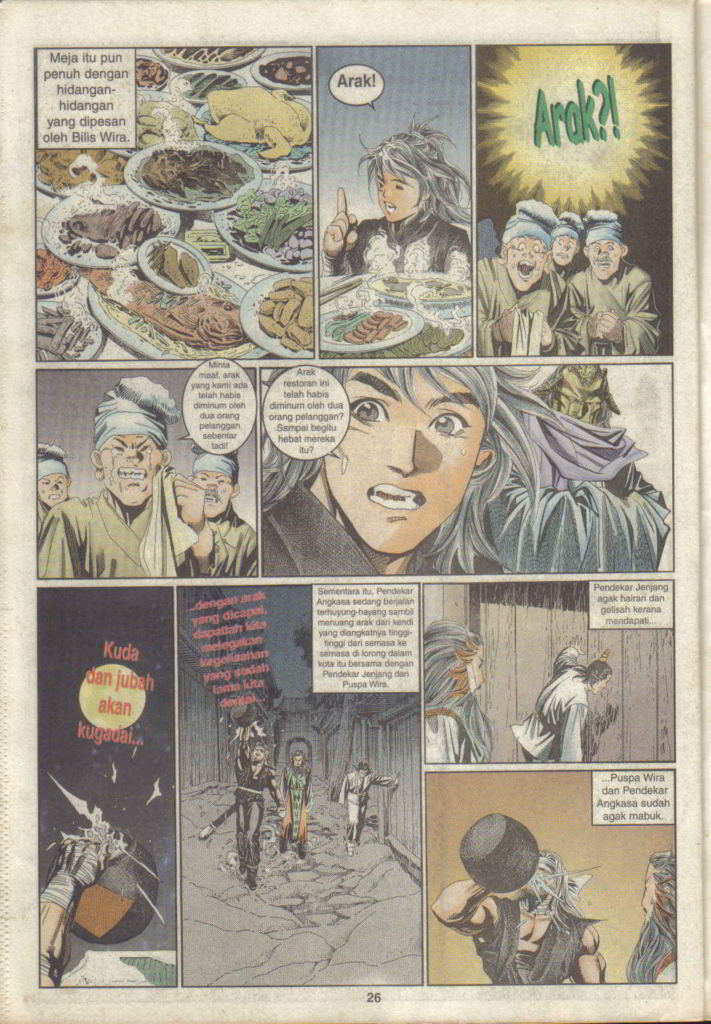 Meja itu pun
penuh dengan
hidangan-
hidangan
yang dipesan
oleh Bilis Wira.
Arak!
Arak?!
Minta
maaf, arak
yang kami ada
telah habis
diminum oleh
dua orang
pelanggan
sebentar
tadi!
Arak
restoran ini
telah habis
diminum oleh dua
orang pelanggan?
Sampai begitu
hebat mereka
itu?
Kuda
dan jubah
akan
kugadai...
...dengan arak
yang dicapai,
dapatlah kita
melegakan
kegelisahan
yang sudah
lama kita
deritai...
Sementara itu, Pendekar
Angkasa sedang berjalan
terhuyung-hayang sambil
menuang arak dari kendi
yang diangkatnya tinggi-
tinggi dari semasa ke
semasa di lorong dalam
kota itu bersama dengan
Pendekar Jenjang dan
Puspa Wira.
Pendekar Jenjang
agak hairan dan
gelisah kerana
mendapati...
...Puspa Wira
dan Pendekar
Angkasa sudah
agak mabuk.
26